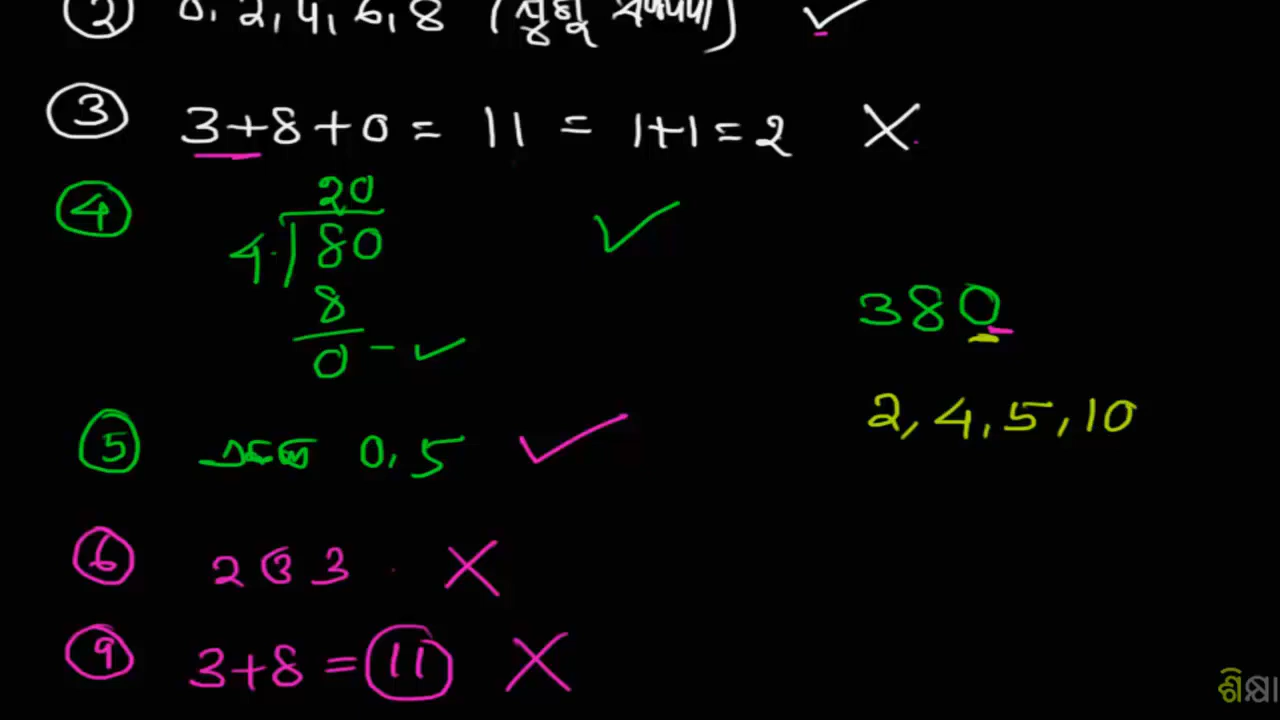 ② 0, 2, 4, 6, 8
③ 3+8+0 = 11 = 1+1 = 2 X
④ 20
4 80 ✓
8
0 - ✓
380
2, 4, 5, 10
⑤ 0, 5 ✓
⑥ 2 ଓ 3 X
⑨ 3+8 = 11 X
ଶିକ୍ଷା